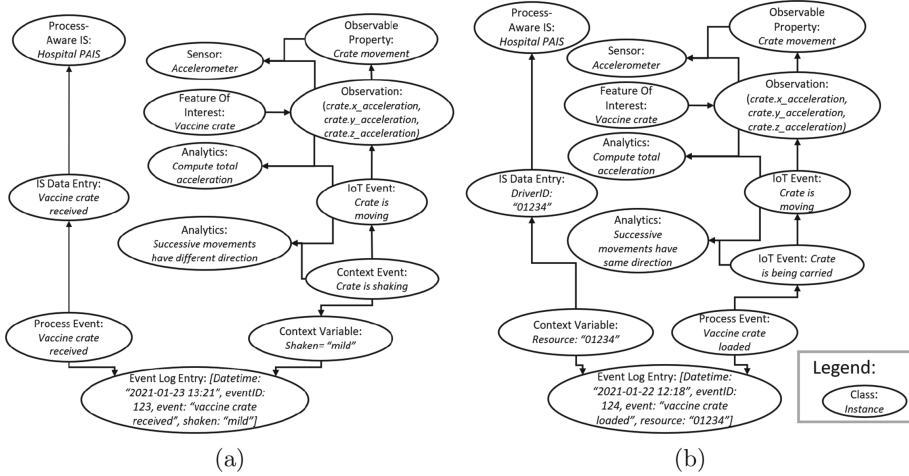 Process-
Aware IS:
Hospital PAIS
Observable
Property:
Crate movement
Sensor:
Accelerometer
Feature Of
Interest:
Vaccine crate
Observation:
(crate.x_acceleration,
crate.y_acceleration,
crate.z_acceleration)
Analytics:
Compute total
acceleration
IS Data Entry:
Vaccine crate
received
IoT Event:
Crate is
moving
Analytics:
Successive movements
have different direction
Context Event:
Crate is shaking
Process Event:
Vaccine crate
received
Context Variable:
Shaken= “mild”
Event Log Entry: [Datetime:
“2021-01-23 13:21”, eventID:
123, event: “vaccine crate
received”, shaken: “mild”]
(a)
Process-
Aware IS:
Hospital PAIS
Observable
Property:
Crate movement
Sensor:
Accelerometer
Feature Of
Interest:
Vaccine crate
Observation:
(crate.x_acceleration,
crate.y_acceleration,
crate.z_acceleration)
Analytics:
Compute total
acceleration
IS Data Entry:
DriverID:
“01234”
IoT Event:
Crate is
moving
Analytics:
Successive
movements have
same direction
IoT Event: Crate
is being carried
Context Variable:
Resource: “01234”
Process Event:
Vaccine crate
loaded
Event Log Entry: [Datetime:
“2021-01-22 12:18”, eventID:
124, event: “vaccine crate
loaded”, resource: “01234”]
(b)
Legend:
Class:
Instance